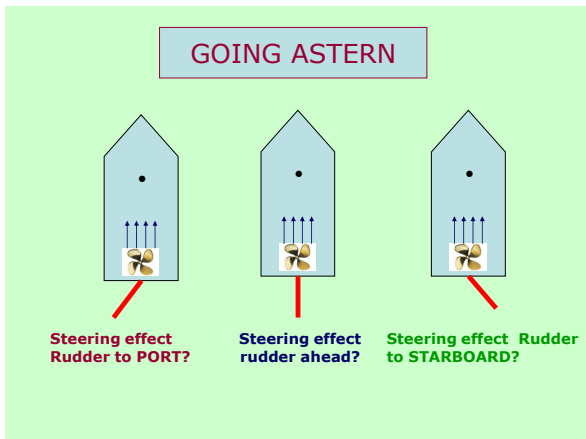 GOING ASTERN
Steering effect
Rudder to PORT?
Steering effect
rudder ahead?
Steering effect Rudder
to STARBOARD?